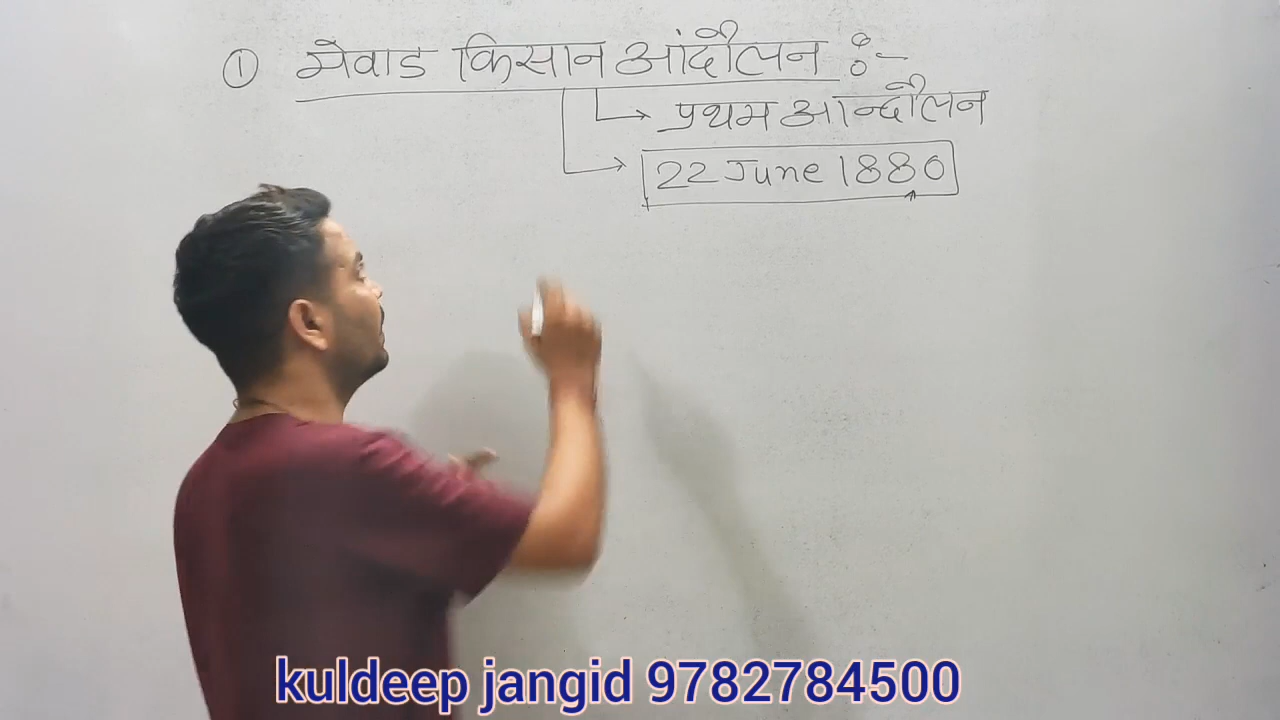 ① मेवाड किसान आंदौलन :-
प्रथम आन्दौलन
22 June 1880
kuldeep jangid 9782784500